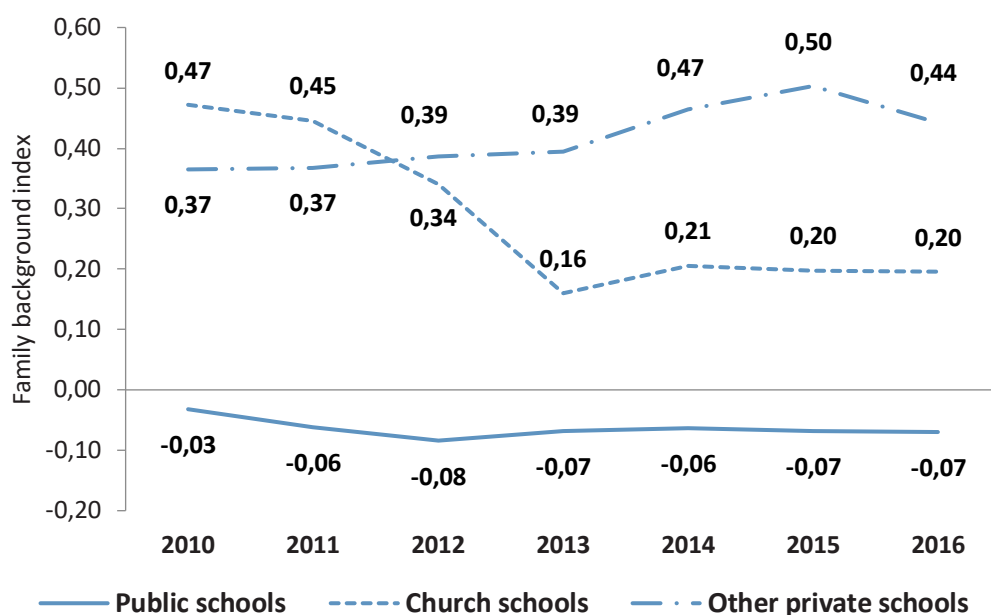 0,60
0,50
0,40
0,30
0,20
0,10
0,00
-0,10
-0,20
Family background index
0,47 0,45 0,39 0,39 0,47 0,50 0,44
0,37 0,37 0,34 0,16 0,21 0,20 0,20
-0,03 -0,06 -0,08 -0,07 -0,06 -0,07 -0,07
2010 2011 2012 2013 2014 2015 2016
Public schools Church schools Other private schools